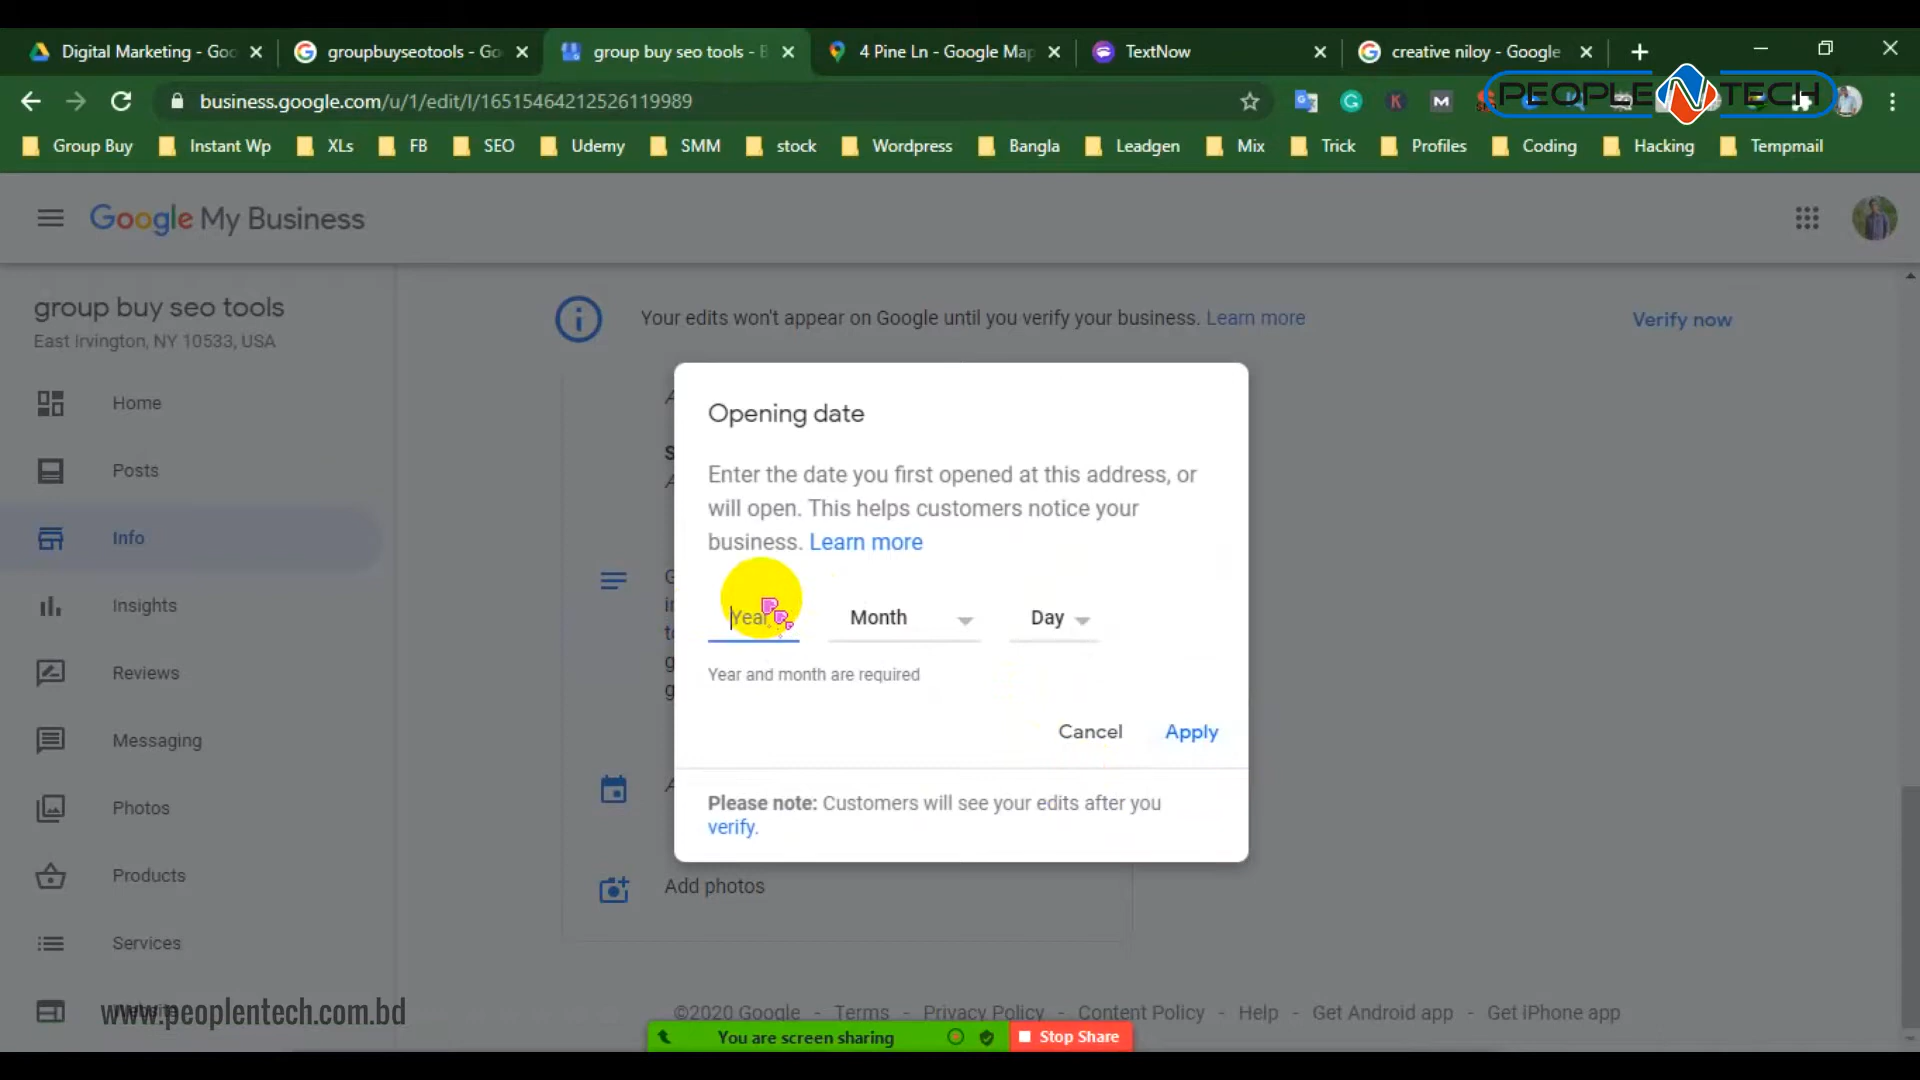 Digital Marketing - Goo
groupbuyseotools - Go
group buy seo tools - B
4 Pine Ln - Google Map
TextNow
creative niloy - Google
business.google.com/u/1/edit/l/16515464212526119989
PEOPLE N TECH
Group Buy
Instant Wp
XLs
FB
SEO
Udemy
SMM
stock
Wordpress
Bangla
Leadgen
Mix
Trick
Profiles
Coding
Hacking
Tempmail
Google My Business
group buy seo tools
East Irvington, NY 10533, USA
Your edits won't appear on Google until you verify your business. Learn more
Verify now
Home
Posts
Info
Insights
Reviews
Messaging
Photos
Products
Services
Opening date
Enter the date you first opened at this address, or
will open. This helps customers notice your
business. Learn more
Year
Month
Day
Year and month are required
Cancel
Apply
Please note: Customers will see your edits after you
verify.
Add photos
www.peoplentech.com.bd
©2020 Google - Terms - Privacy Policy - Content Policy - Help - Get Android app - Get iPhone app
You are screen sharing
Stop Share